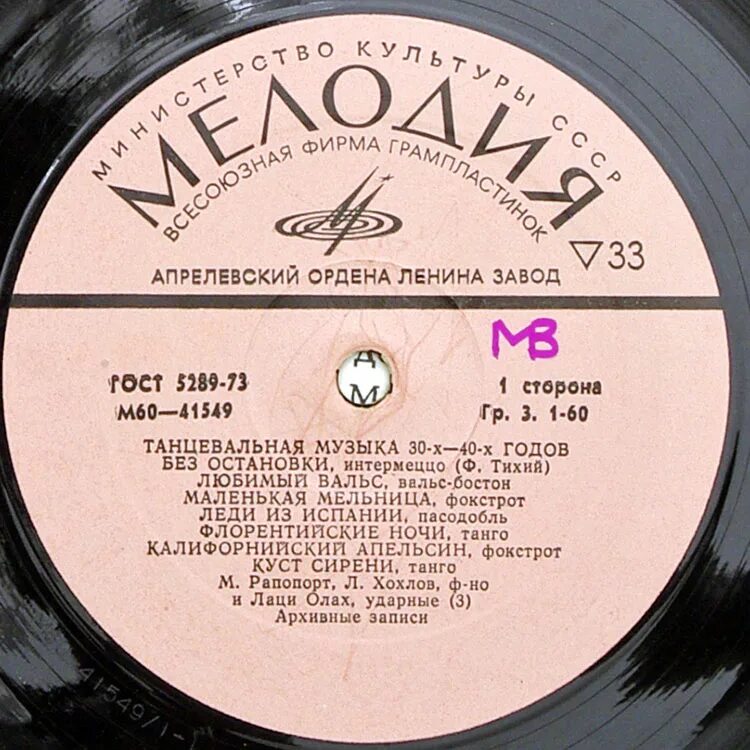 МИНИСТЕРСТВО КУЛЬТУРЫ СССР
МЕЛОДИЯ
ВСЕСОЮЗНАЯ ФИРМА ГРАМПЛАСТИНОК
33
АПРЕЛЕВСКИЙ ОРДЕНА ЛЕНИНА ЗАВОД
МВ
ГОСТ 5289-73
1 сторона
М60—41549
Гр. 3. 1-60
ТАНЦЕВАЛЬНАЯ МУЗЫКА 30-х—40-х ГОДОВ
БЕЗ ОСТАНОВКИ, интермеццо (Ф. Тихий)
ЛЮБИМЫЙ ВАЛЬС, вальс-бостон
МАЛЕНЬКАЯ МЕЛЬНИЦА, фокстрот
ЛЕДИ ИЗ ИСПАНИИ, пасодобль
ФЛОРЕНТИЙСКИЕ НОЧИ, танго
КАЛИФОРНИЙСКИЙ АПЕЛЬСИН, фокстрот
КУСТ СИРЕНИ, танго
М. Рапопорт, Л. Хохлов, ф-но
и Лаци Олах, ударные (3)
Архивные записи
41549/1-